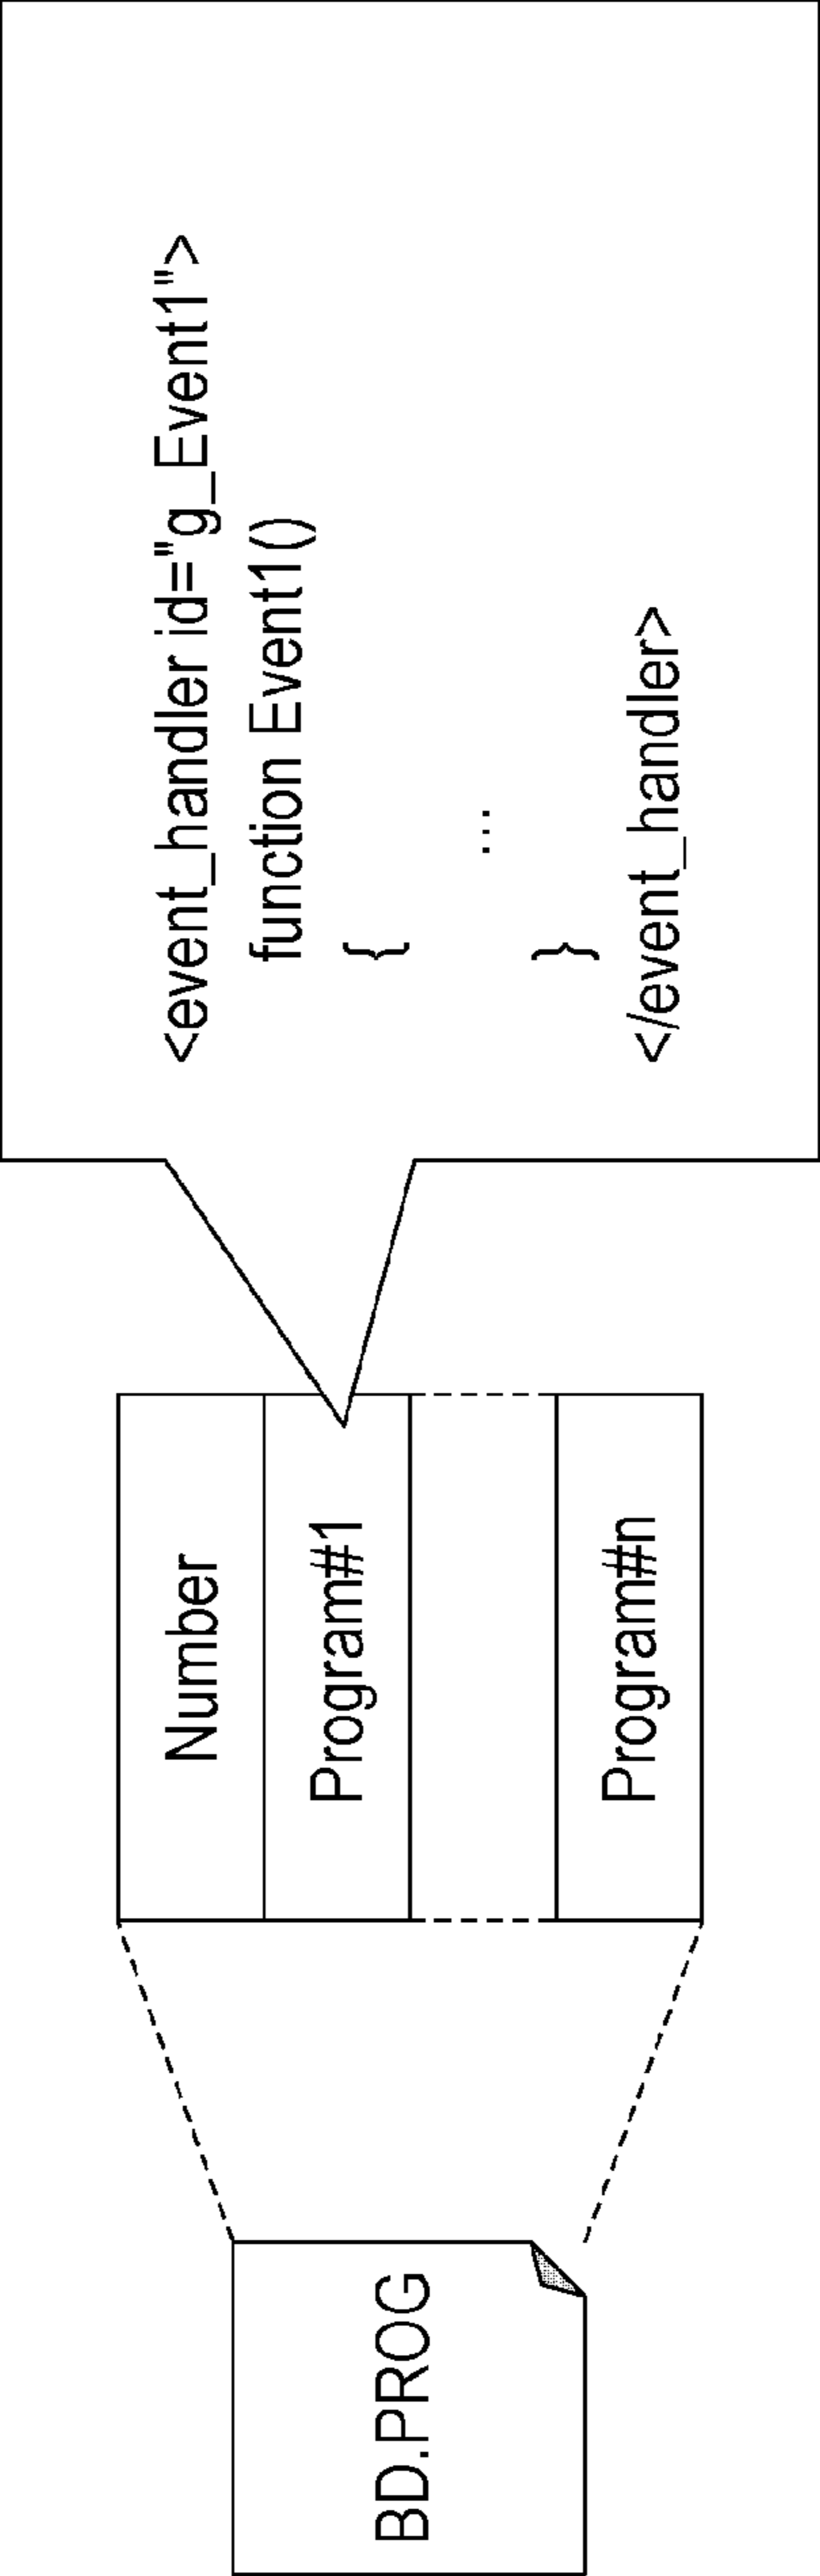 BD.PROG
Number
Program#1
Program#n
<event_handler id="g_Event1">
function Event1()
{
...
}
</event_handler>